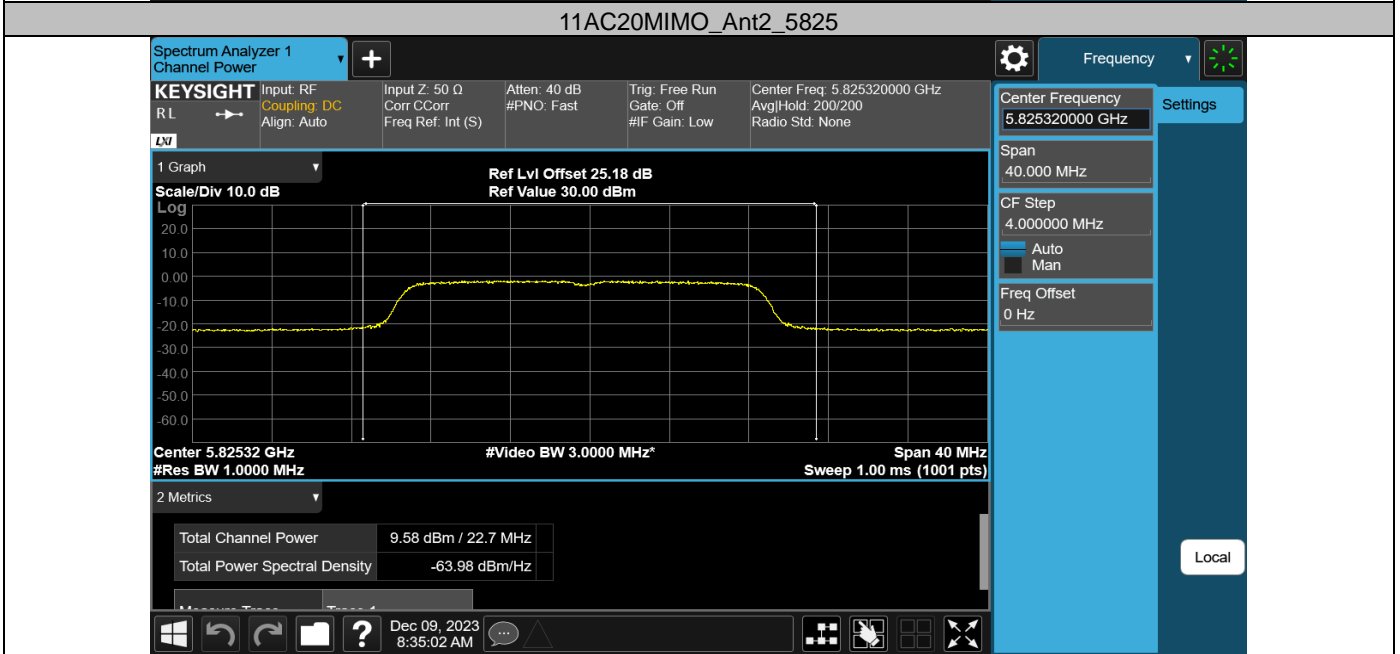 11AC20MIMO_Ant2_5825
Spectrum Analyzer 1
Channel Power
Frequency
KEYSIGHT
R L
LXI
Input: RF
Coupling: DC
Align: Auto
Input Z: 50 Ω
Corr CCorr
Freq Ref: Int (S)
Atten: 40 dB
#PNO: Fast
Trig: Free Run
Gate: Off
#IF Gain: Low
Center Freq: 5.825320000 GHz
Avg|Hold: 200/200
Radio Std: None
Center Frequency
5.825320000 GHz
Settings
Span
40.000 MHz
CF Step
4.000000 MHz
Auto
Man
Freq Offset
0 Hz
1 Graph
Scale/Div 10.0 dB
Ref Lvl Offset 25.18 dB
Ref Value 30.00 dBm
Log
20.0
10.0
0.00
-10.0
-20.0
-30.0
-40.0
-50.0
-60.0
Center 5.82532 GHz
#Video BW 3.0000 MHz*
Span 40 MHz
#Res BW 1.0000 MHz
Sweep 1.00 ms (1001 pts)
2 Metrics
Total Channel Power 9.58 dBm / 22.7 MHz
Total Power Spectral Density -63.98 dBm/Hz
Measure Trace Trace 1
Local
?
Dec 09, 2023
8:35:02 AM